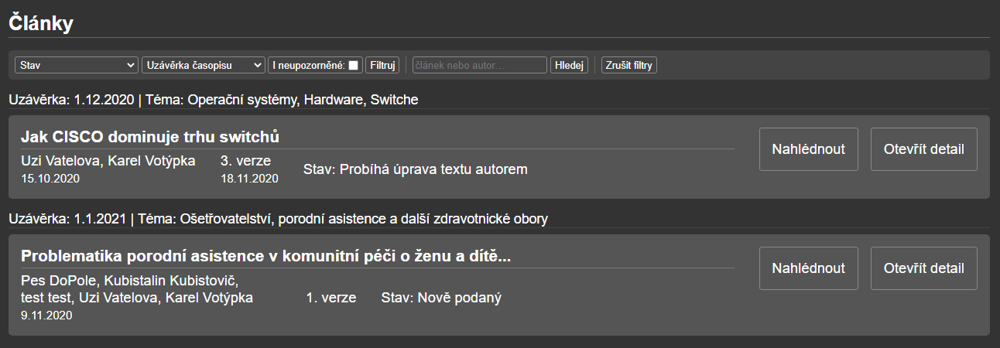 Články
Stav Uzávěrka časopisu I neupozorněné: Filtruj článek nebo autor... Hledej Zrušit filtry
Uzávěrka: 1.12.2020 | Téma: Operační systémy, Hardware, Switche
Jak CISCO dominuje trhu switchů
Uzi Vatelova, Karel Votýpka
15.10.2020
3. verze
18.11.2020
Stav: Probíhá úprava textu autorem
Nahlédnout
Otevřít detail
Uzávěrka: 1.1.2021 | Téma: Ošetřovatelství, porodní asistence a další zdravotnické obory
Problematika porodní asistence v komunitní péči o ženu a dítě...
Pes DoPole, Kubistalin Kubistovič,
test test, Uzi Vatelova, Karel Votýpka
9.11.2020
1. verze
Stav: Nově podaný
Nahlédnout
Otevřít detail